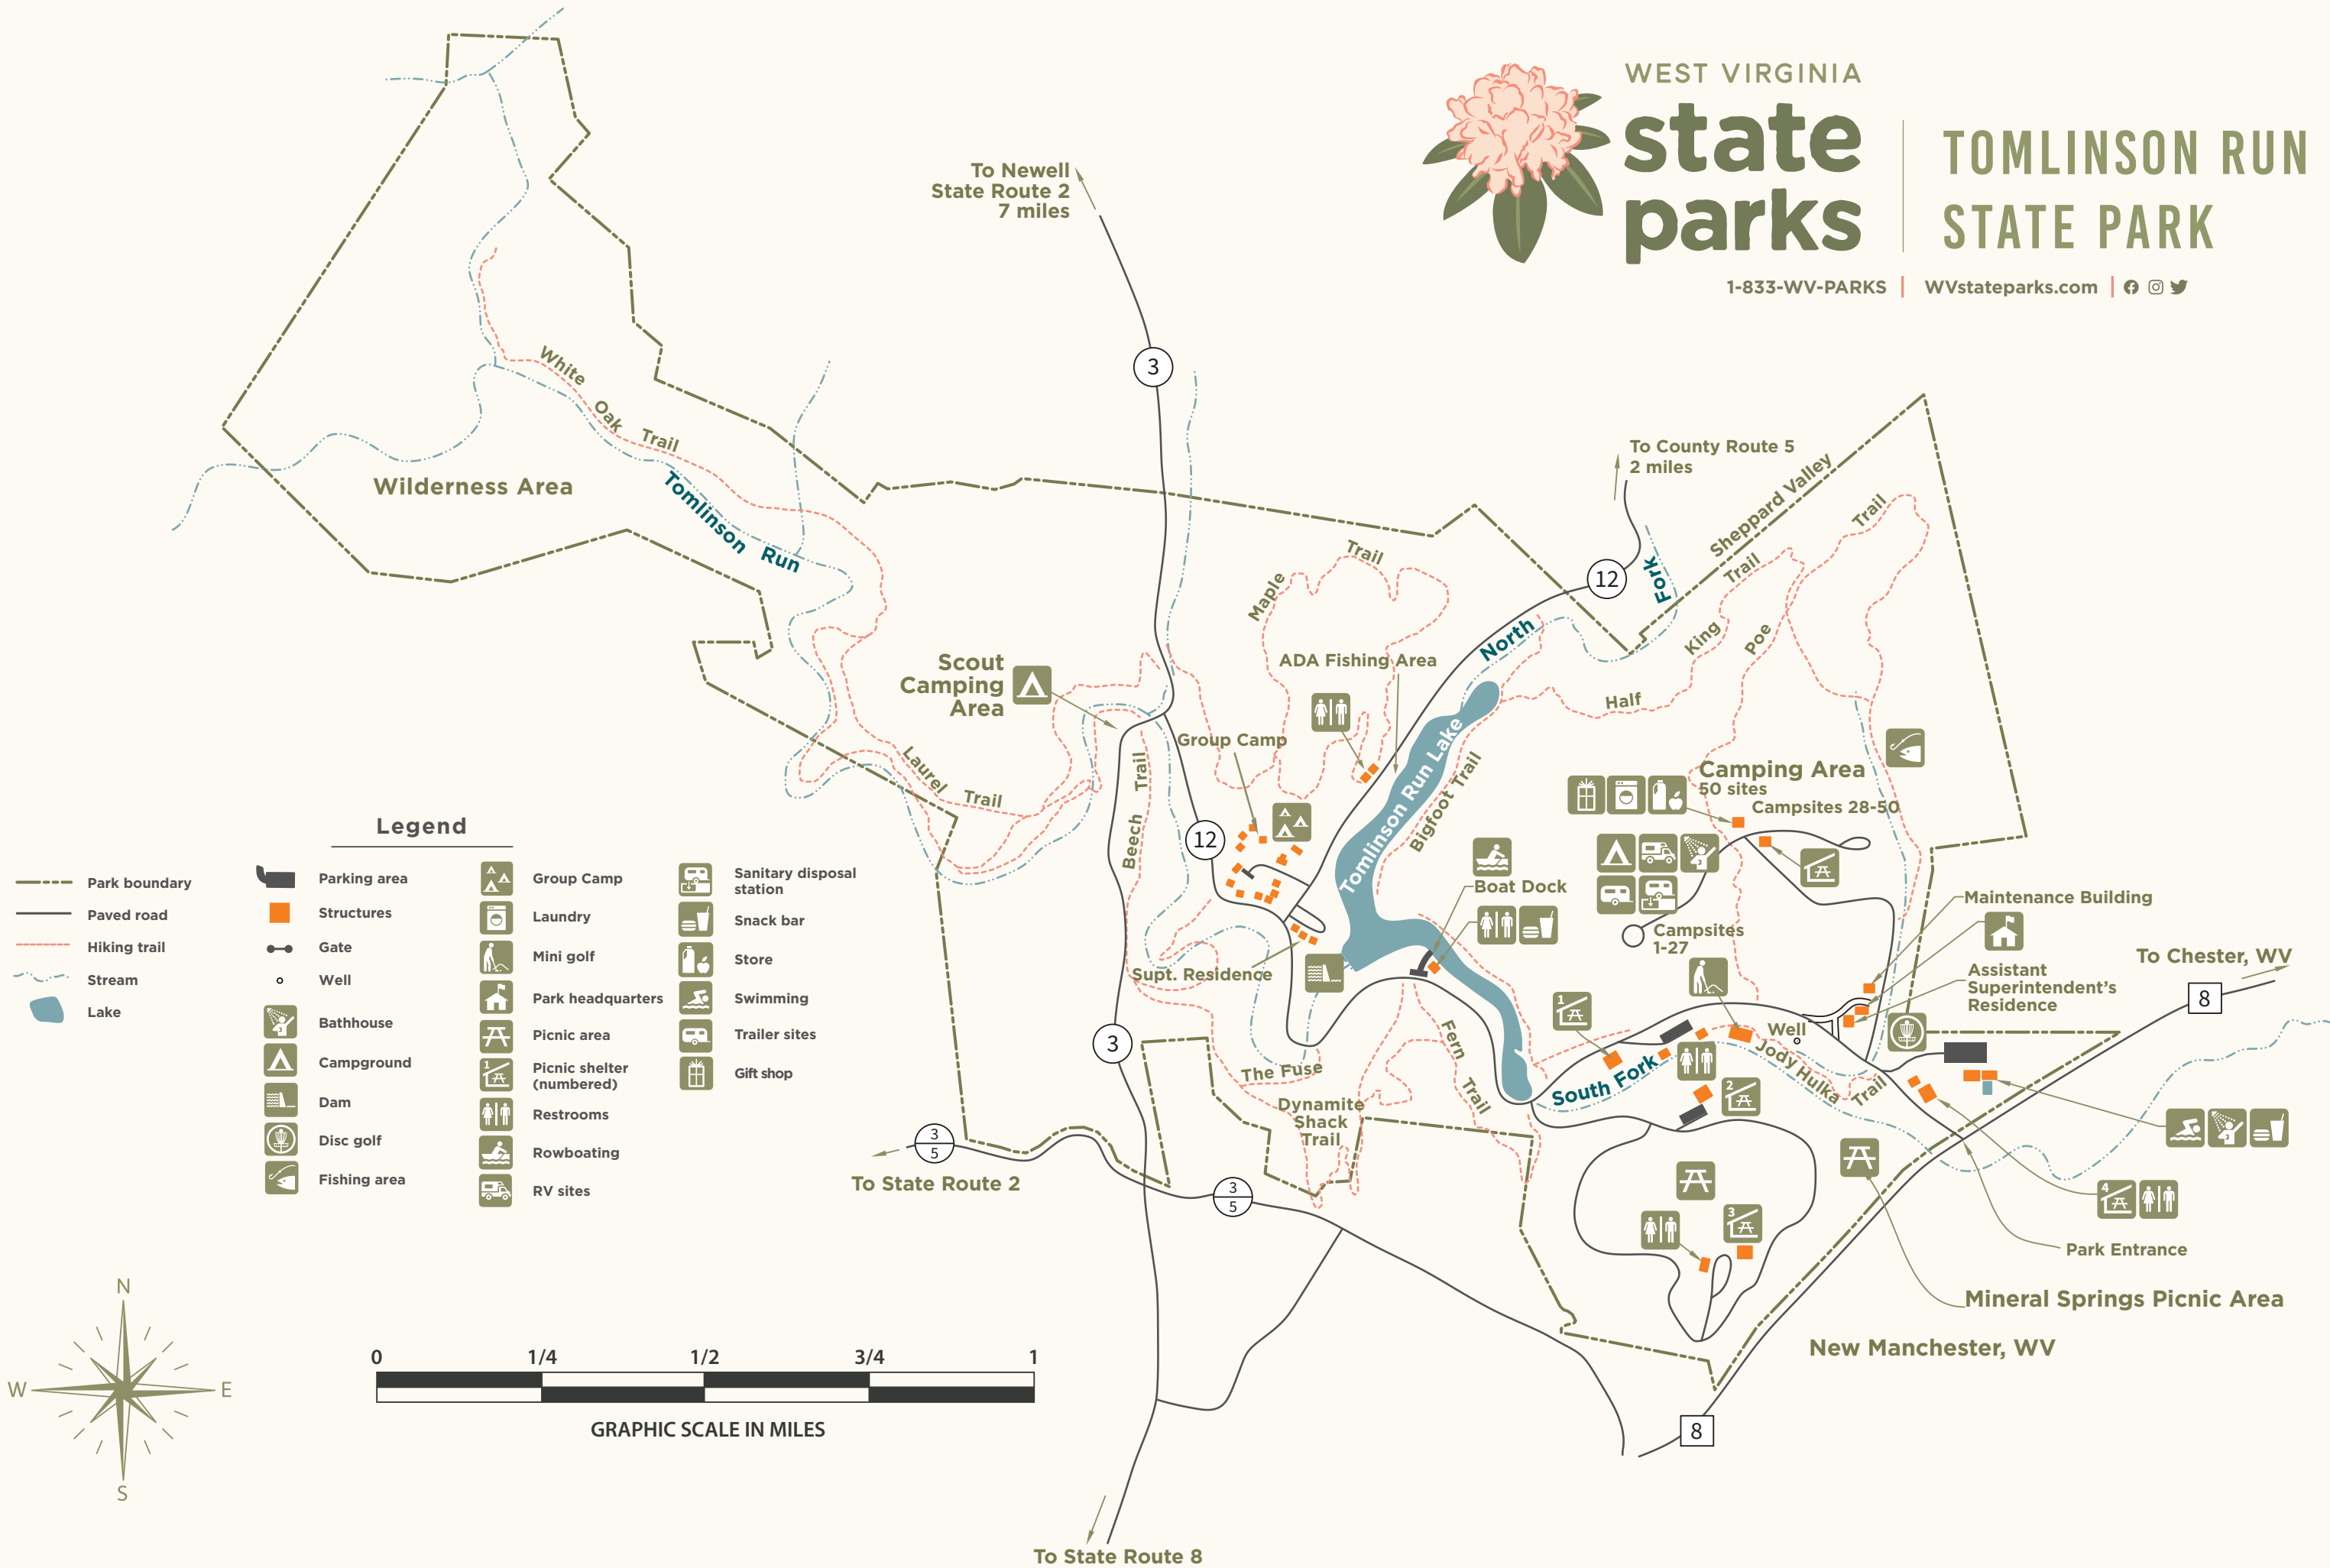 WEST VIRGINIA
state
parks
TOMLINSON RUN
STATE PARK
1-833-WV-PARKS
WVstateparks.com
To Newell
State Route 2
7 miles
3
To County Route 5
2 miles
12
Sheppard Valley
Fork
North
White Oak Trail
Tomlinson Run
Wilderness Area
Maple Trail
Trail
King
Trail
Poe
Half
ADA Fishing Area
Scout
Camping
Area
Group Camp
Tomlinson Run Lake
Bigfoot Trail
Laurel Trail
Beech Trail
12
Camping Area
50 sites
Campsites 28-50
Campsites
1-27
Boat Dock
Supt. Residence
Maintenance Building
Assistant
Superintendent's
Residence
To Chester, WV
8
3
The Fuse
Dynamite
Shack
Trail
Fern Trail
1
South Fork
Well
Jody Hulka Trail
2
3
4
3
5
To State Route 2
3
5
Park Entrance
Mineral Springs Picnic Area
New Manchester, WV
8
To State Route 8
Legend
Park boundary
Paved road
Hiking trail
Stream
Lake
Parking area
Structures
Gate
Well
Bathhouse
Campground
Dam
Disc golf
Fishing area
Group Camp
Laundry
Mini golf
Park headquarters
Picnic area
1
Picnic shelter
(numbered)
Restrooms
Rowboating
RV sites
Sanitary disposal
station
Snack bar
Store
Swimming
Trailer sites
Gift shop
N
W
E
S
0 1/4 1/2 3/4 1
GRAPHIC SCALE IN MILES